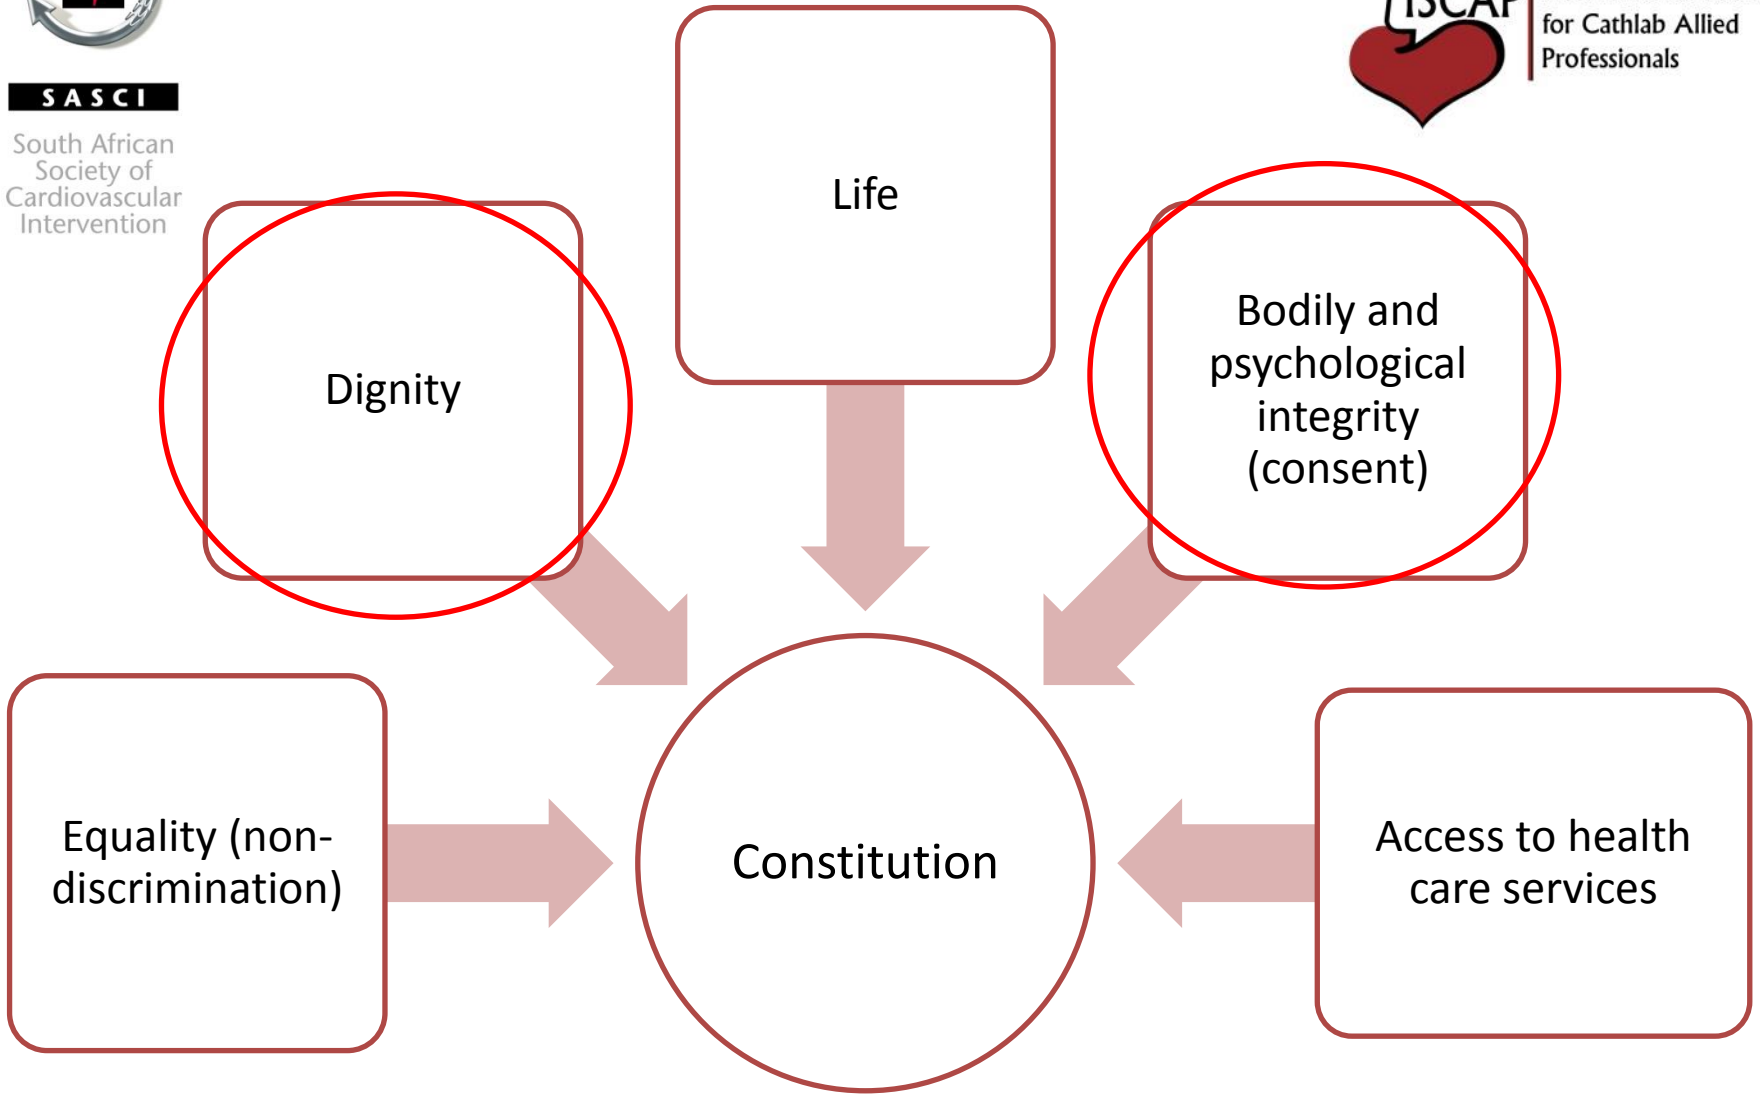 SASCI
South African
Society of
Cardiovascular
Intervention
ISCAP
for Cathlab Allied
Professionals
Life
Dignity
Bodily and
psychological
integrity
(consent)
Equality (non-
discrimination)
Constitution
Access to health
care services